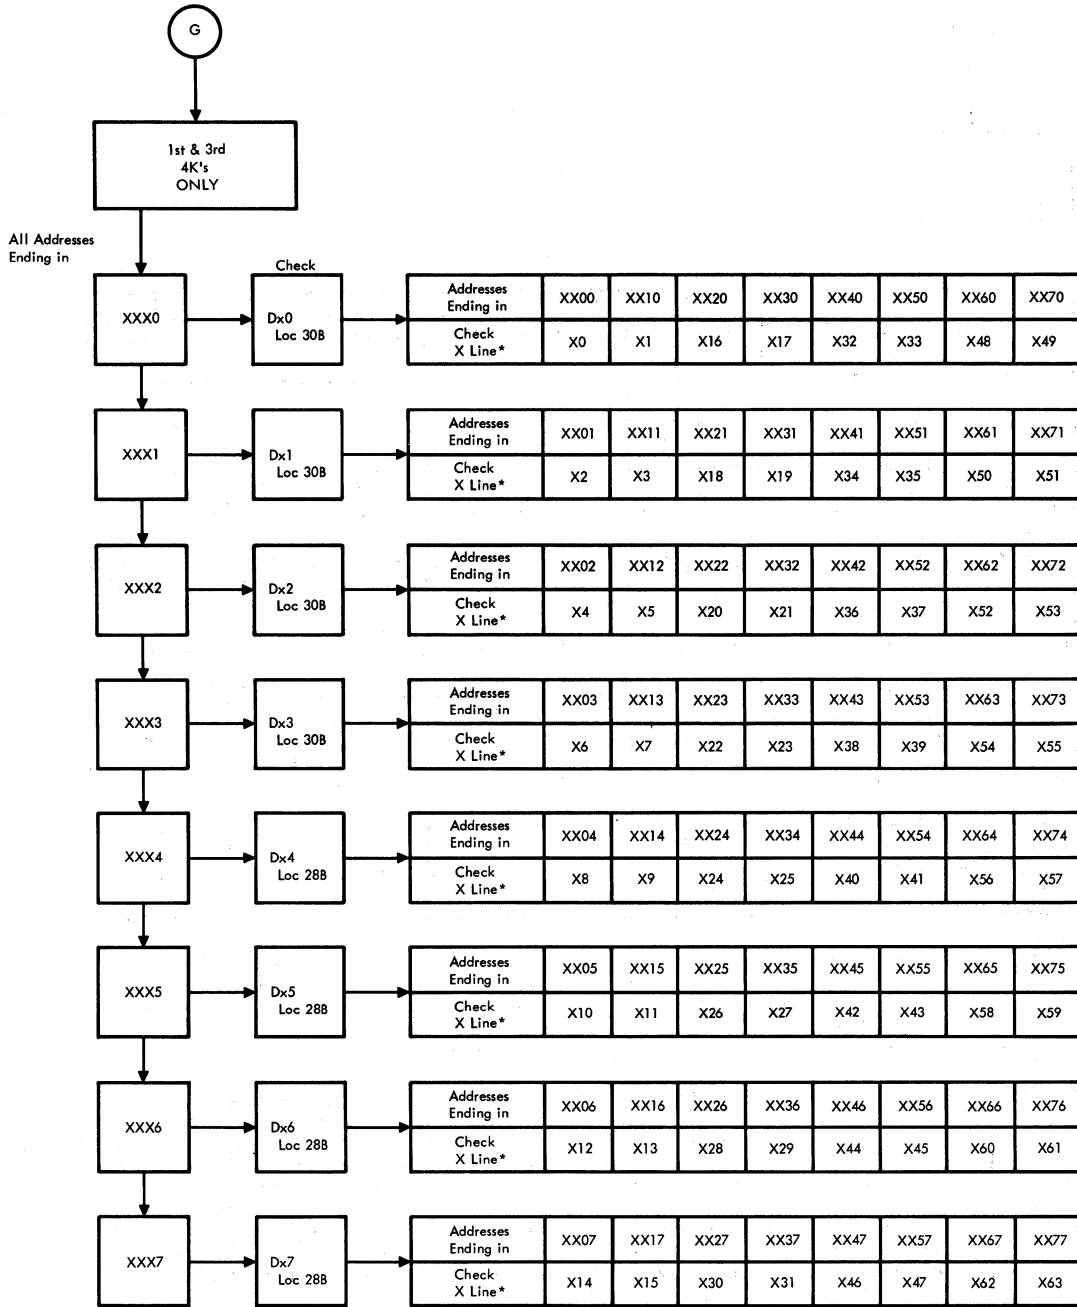 G
1st & 3rd
4K's
ONLY
All Addresses
Ending in
Check
XXX0
Dx0
Loc 30B
Addresses
Ending in
XX00 XX10 XX20 XX30 XX40 XX50 XX60 XX70
Check
X Line*
X0 X1 X16 X17 X32 X33 X48 X49
XXX1
Dx1
Loc 30B
Addresses
Ending in
XX01 XX11 XX21 XX31 XX41 XX51 XX61 XX71
Check
X Line*
X2 X3 X18 X19 X34 X35 X50 X51
XXX2
Dx2
Loc 30B
Addresses
Ending in
XX02 XX12 XX22 XX32 XX42 XX52 XX62 XX72
Check
X Line*
X4 X5 X20 X21 X36 X37 X52 X53
XXX3
Dx3
Loc 30B
Addresses
Ending in
XX03 XX13 XX23 XX33 XX43 XX53 XX63 XX73
Check
X Line*
X6 X7 X22 X23 X38 X39 X54 X55
XXX4
Dx4
Loc 28B
Addresses
Ending in
XX04 XX14 XX24 XX34 XX44 XX54 XX64 XX74
Check
X Line*
X8 X9 X24 X25 X40 X41 X56 X57
XXX5
Dx5
Loc 28B
Addresses
Ending in
XX05 XX15 XX25 XX35 XX45 XX55 XX65 XX75
Check
X Line*
X10 X11 X26 X27 X42 X43 X58 X59
XXX6
Dx6
Loc 28B
Addresses
Ending in
XX06 XX16 XX26 XX36 XX46 XX56 XX66 XX76
Check
X Line*
X12 X13 X28 X29 X44 X45 X60 X61
XXX7
Dx7
Loc 28B
Addresses
Ending in
XX07 XX17 XX27 XX37 XX47 XX57 XX67 XX77
Check
X Line*
X14 X15 X30 X31 X46 X47 X62 X63